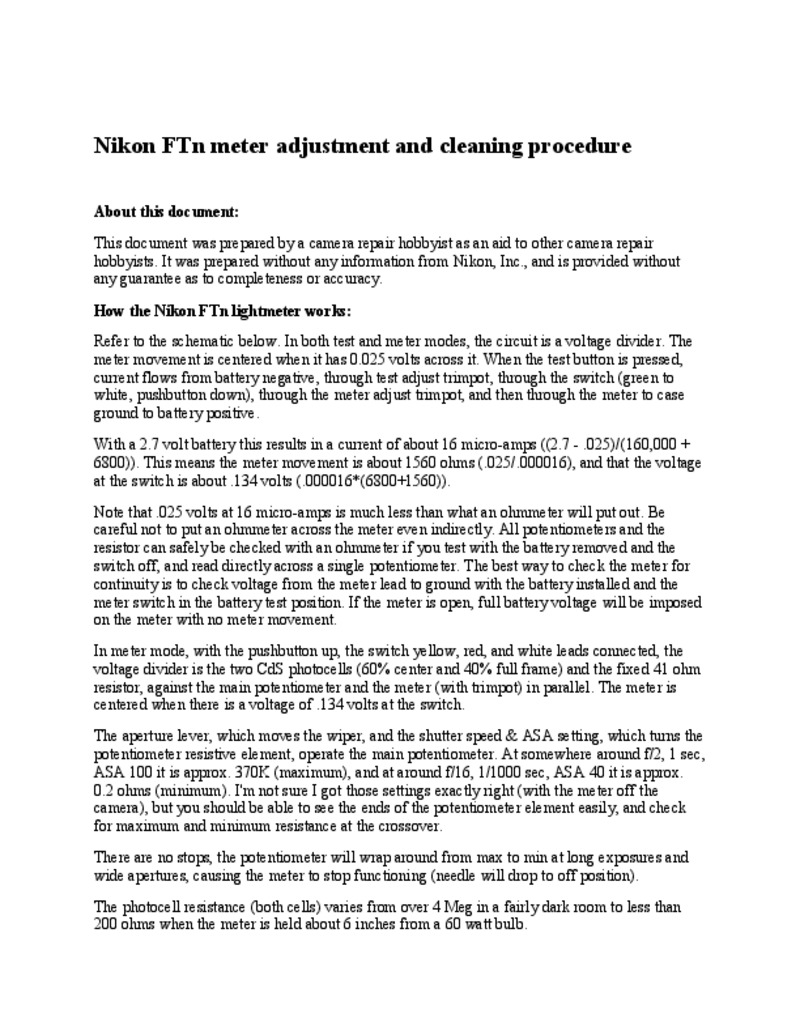 Nikon FTn meter adjustment and cleaning procedure
About this document:
This document was prepared by a camera repair hobbyist as an aid to other camera repair
hobbyists. It was prepared without any information from Nikon, Inc., and is provided without
any guarantee as to completeness or accuracy.
How the Nikon FTn lightmeter works:
Refer to the schematic below. In both test and meter modes, the circuit is a voltage divider. The
meter movement is centered when it has 0.025 volts across it. When the test button is pressed,
current flows from battery negative, through test adjust trimpot, through the switch (green to
white, pushbutton down), through the meter adjust trimpot, and then through the meter to case
ground to battery positive.
With a 2.7 volt battery this results in a current of about 16 micro-amps ((2.7 - .025)/(160,000 +
6800)). This means the meter movement is about 1560 ohms (.025/.000016), and that the voltage
at the switch is about .134 volts (.000016*(6800+1560)).
Note that .025 volts at 16 micro-amps is much less than what an ohmmeter will put out. Be
careful not to put an ohmmeter across the meter even indirectly. All potentiometers and the
resistor can safely be checked with an ohmmeter if you test with the battery removed and the
switch off, and read directly across a single potentiometer. The best way to check the meter for
continuity is to check voltage from the meter lead to ground with the battery installed and the
meter switch in the battery test position. If the meter is open, full battery voltage will be imposed
on the meter with no meter movement.
In meter mode, with the pushbutton up, the switch yellow, red, and white leads connected, the
voltage divider is the two CdS photocells (60% center and 40% full frame) and the fixed 41 ohm
resistor, against the main potentiometer and the meter (with trimpot) in parallel. The meter is
centered when there is a voltage of .134 volts at the switch.
The aperture lever, which moves the wiper, and the shutter speed & ASA setting, which turns the
potentiometer resistive element, operate the main potentiometer. At somewhere around f/2, 1 sec,
ASA 100 it is approx. 370K (maximum), and at around f/16, 1/1000 sec, ASA 40 it is approx.
0.2 ohms (minimum). I'm not sure I got those settings exactly right (with the meter off the
camera), but you should be able to see the ends of the potentiometer element easily, and check
for maximum and minimum resistance at the crossover.
There are no stops, the potentiometer will wrap around from max to min at long exposures and
wide apertures, causing the meter to stop functioning (needle will drop to off position).
The photocell resistance (both cells) varies from over 4 Meg in a fairly dark room to less than
200 ohms when the meter is held about 6 inches from a 60 watt bulb.